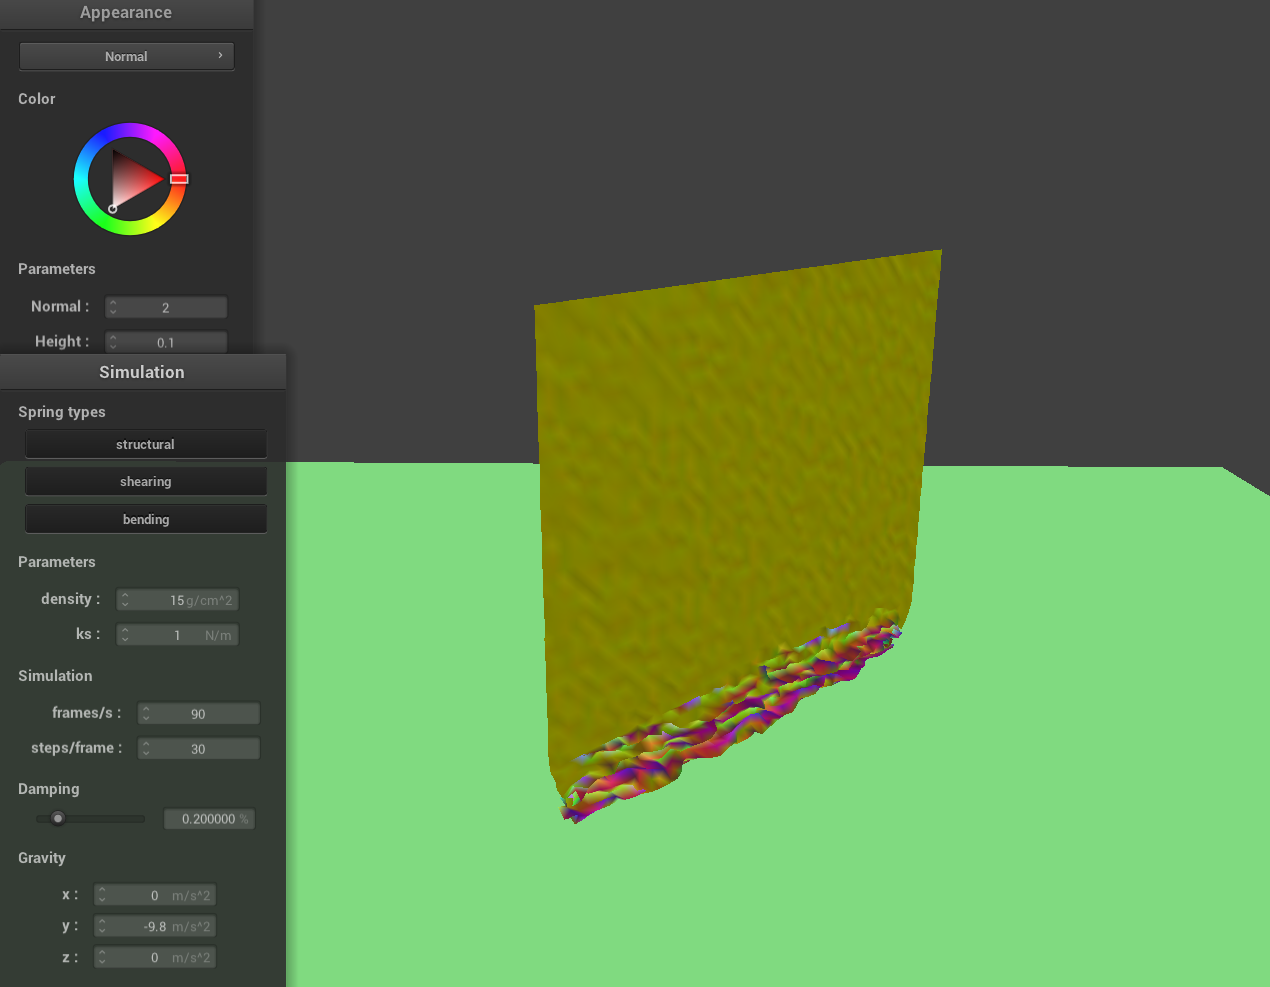 Appearance
Normal
Color
Parameters
Normal : 2
Height : 0.1
Simulation
Spring types
structural
shearing
bending
Parameters
density : 15 g/cm^2
ks : 1 N/m
Simulation
frames/s : 90
steps/frame : 30
Damping
0.200000 %
Gravity
x : 0 m/s^2
y : -9.8 m/s^2
z : 0 m/s^2